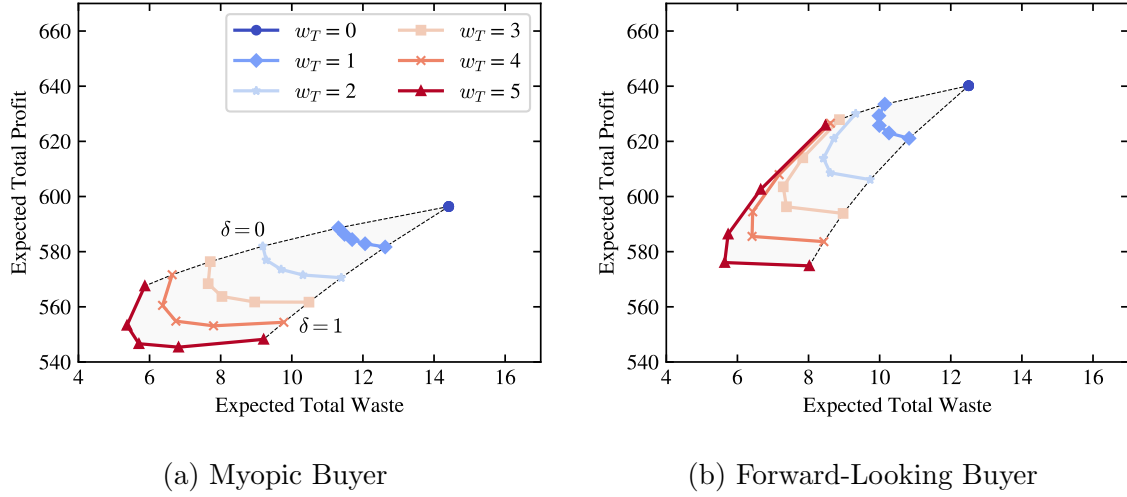 660
640
620
600
580
560
540
Expected Total Profit
w_T = 0
w_T = 1
w_T = 2
w_T = 3
w_T = 4
w_T = 5
δ = 0
δ = 1
4 6 8 10 12 14 16
Expected Total Waste
(a) Myopic Buyer
660
640
620
600
580
560
540
Expected Total Profit
4 6 8 10 12 14 16
Expected Total Waste
(b) Forward-Looking Buyer